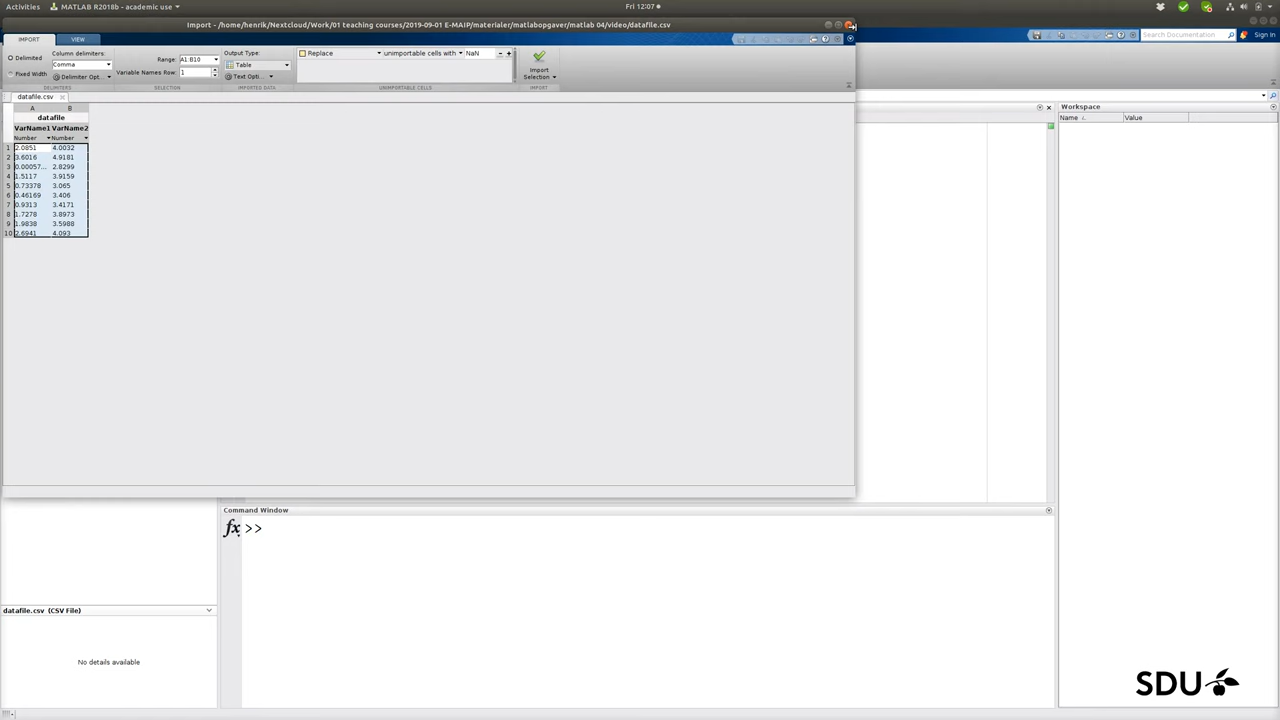 Activities MATLAB R2018b - academic use Fri 12:07
Import - /home/henrik/Nextcloud/Work/01 teaching courses/2019-09-01 E-MAIP/materialer/matlabopgaver/matlab 04/video/datafile.csv
IMPORT VIEW
Search Documentation Sign In
Delimited Column delimiters: Range: A1:B10 Output Type: Replace unimportable cells with NaN
Comma Table
Fixed Width Delimiter Opt... Variable Names Row: 1 Text Opti... - + Import
Selection
DELIMITERS SELECTION IMPORTED DATA UNIMPORTABLE CELLS IMPORT
datafile.csv
A B
datafile
VarName1 VarName2
Number Number
1 2.0851 4.0032
2 3.6016 4.9181
3 0.00057... 2.8299
4 1.5117 3.9159
5 0.73378 3.065
6 0.46169 3.406
7 0.9313 3.4171
8 1.7278 3.8973
9 1.9838 3.5988
10 2.6941 4.093
Workspace
Name Value
Command Window
fx >>
datafile.csv (CSV File)
No details available
SDU